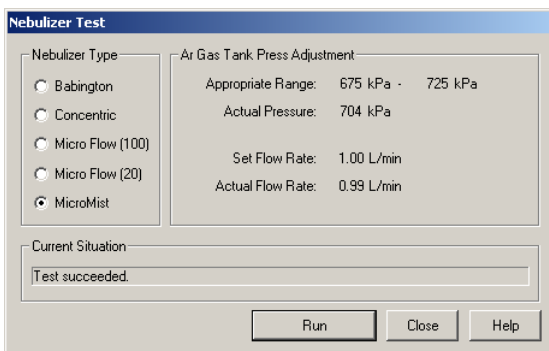 Nebulizer Test
Nebulizer Type
Babington
Concentric
Micro Flow (100)
Micro Flow (20)
MicroMist
Ar Gas Tank Press Adjustment
Appropriate Range: 675 kPa - 725 kPa
Actual Pressure: 704 kPa
Set Flow Rate: 1.00 L/min
Actual Flow Rate: 0.99 L/min
Current Situation
Test succeeded.
Run Close Help